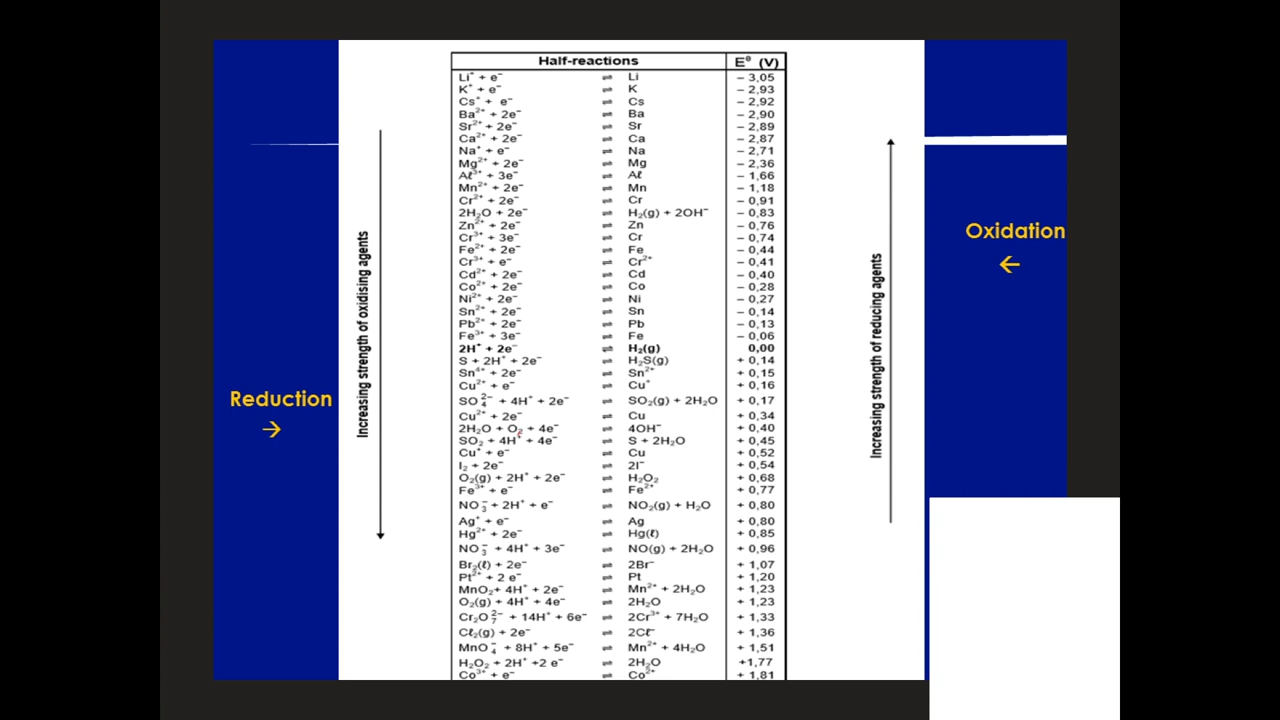 Half-reactions E⁰ (V)
Li⁺ + e⁻ ⇌ Li – 3,05
K⁺ + e⁻ ⇌ K – 2,93
Cs⁺ + e⁻ ⇌ Cs – 2,92
Ba²⁺ + 2e⁻ ⇌ Ba – 2,90
Sr²⁺ + 2e⁻ ⇌ Sr – 2,89
Ca²⁺ + 2e⁻ ⇌ Ca – 2,87
Na⁺ + e⁻ ⇌ Na – 2,71
Mg²⁺ + 2e⁻ ⇌ Mg – 2,36
Aℓ³⁺ + 3e⁻ ⇌ Aℓ – 1,66
Mn²⁺ + 2e⁻ ⇌ Mn – 1,18
Cr²⁺ + 2e⁻ ⇌ Cr – 0,91
2H₂O + 2e⁻ ⇌ H₂(g) + 2OH⁻ – 0,83
Zn²⁺ + 2e⁻ ⇌ Zn – 0,76
Cr³⁺ + 3e⁻ ⇌ Cr – 0,74
Fe²⁺ + 2e⁻ ⇌ Fe – 0,44
Cr³⁺ + e⁻ ⇌ Cr²⁺ – 0,41
Cd²⁺ + 2e⁻ ⇌ Cd – 0,40
Co²⁺ + 2e⁻ ⇌ Co – 0,28
Ni²⁺ + 2e⁻ ⇌ Ni – 0,27
Sn²⁺ + 2e⁻ ⇌ Sn – 0,14
Pb²⁺ + 2e⁻ ⇌ Pb – 0,13
Fe³⁺ + 3e⁻ ⇌ Fe – 0,06
2H⁺ + 2e⁻ ⇌ H₂(g) 0,00
S + 2H⁺ + 2e⁻ ⇌ H₂S(g) + 0,14
Sn⁴⁺ + 2e⁻ ⇌ Sn²⁺ + 0,15
Cu²⁺ + e⁻ ⇌ Cu⁺ + 0,16
SO₄²⁻ + 4H⁺ + 2e⁻ ⇌ SO₂(g) + 2H₂O + 0,17
Cu²⁺ + 2e⁻ ⇌ Cu + 0,34
2H₂O + O₂ + 4e⁻ ⇌ 4OH⁻ + 0,40
SO₂ + 4H⁺ + 4e⁻ ⇌ S + 2H₂O + 0,45
Cu⁺ + e⁻ ⇌ Cu + 0,52
I₂ + 2e⁻ ⇌ 2I⁻ + 0,54
O₂(g) + 2H⁺ + 2e⁻ ⇌ H₂O₂ + 0,68
Fe³⁺ + e⁻ ⇌ Fe²⁺ + 0,77
NO₃⁻ + 2H⁺ + e⁻ ⇌ NO₂(g) + H₂O + 0,80
Ag⁺ + e⁻ ⇌ Ag + 0,80
Hg²⁺ + 2e⁻ ⇌ Hg(ℓ) + 0,85
NO₃⁻ + 4H⁺ + 3e⁻ ⇌ NO(g) + 2H₂O + 0,96
Br₂(ℓ) + 2e⁻ ⇌ 2Br⁻ + 1,07
Pt²⁺ + 2 e⁻ ⇌ Pt + 1,20
MnO₂+ 4H⁺ + 2e⁻ ⇌ Mn²⁺ + 2H₂O + 1,23
O₂(g) + 4H⁺ + 4e⁻ ⇌ 2H₂O + 1,23
Cr₂O₇²⁻ + 14H⁺ + 6e⁻ ⇌ 2Cr³⁺ + 7H₂O + 1,33
Cℓ₂(g) + 2e⁻ ⇌ 2Cℓ⁻ + 1,36
MnO₄⁻ + 8H⁺ + 5e⁻ ⇌ Mn²⁺ + 4H₂O + 1,51
H₂O₂ + 2H⁺ +2 e⁻ ⇌ 2H₂O +1,77
Co³⁺ + e⁻ ⇌ Co²⁺ + 1,81
Increasing strength of oxidising agents
Increasing strength of reducing agents
Reduction
→
Oxidation
←